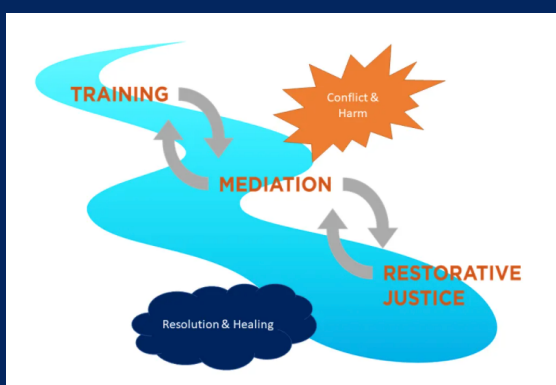 TRAINING
Conflict &
Harm
MEDIATION
RESTORATIVE
JUSTICE
Resolution & Healing